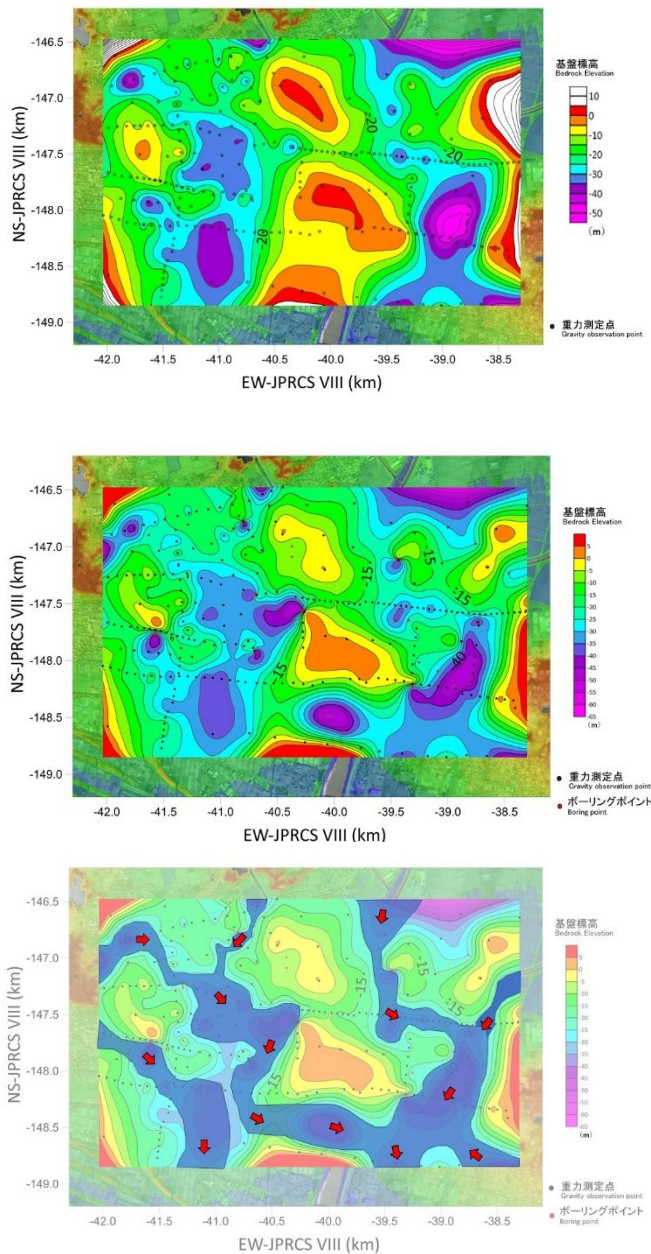 -146.5
-147.0
-147.5
-148.0
-148.5
-149.0
NS-JPRCS VIII (km)
-42.0 -41.5 -41.0 -40.5 -40.0 -39.5 -39.0 -38.5
EW-JPRCS VIII (km)
-20
-20
-20
基盤標高
Bedrock Elevation
10
0
-10
-20
-30
-40
-50
(m)
重力測定点
Gravity observation point
-146.5
-147.0
-147.5
-148.0
-148.5
-149.0
NS-JPRCS VIII (km)
-42.0 -41.5 -41.0 -40.5 -40.0 -39.5 -39.0 -38.5
EW-JPRCS VIII (km)
-15
-15
-15
-15
-40
基盤標高
Bedrock Elevation
5
0
-5
-10
-15
-20
-25
-30
-35
-40
-45
-50
-55
-60
-65
(m)
重力測定点
Gravity observation point
ボーリングポイント
Boring point
-146.5
-147.0
-147.5
-148.0
-148.5
-149.0
NS-JPRCS VIII (km)
-42.0 -41.5 -41.0 -40.5 -40.0 -39.5 -39.0 -38.5
EW-JPRCS VIII (km)
-15
-15
-15
-15
基盤標高
Bedrock Elevation
5
0
-5
-10
-15
-20
-25
-30
-35
-40
-45
-50
-55
-60
-65
(m)
重力測定点
Gravity observation point
ボーリングポイント
Boring point